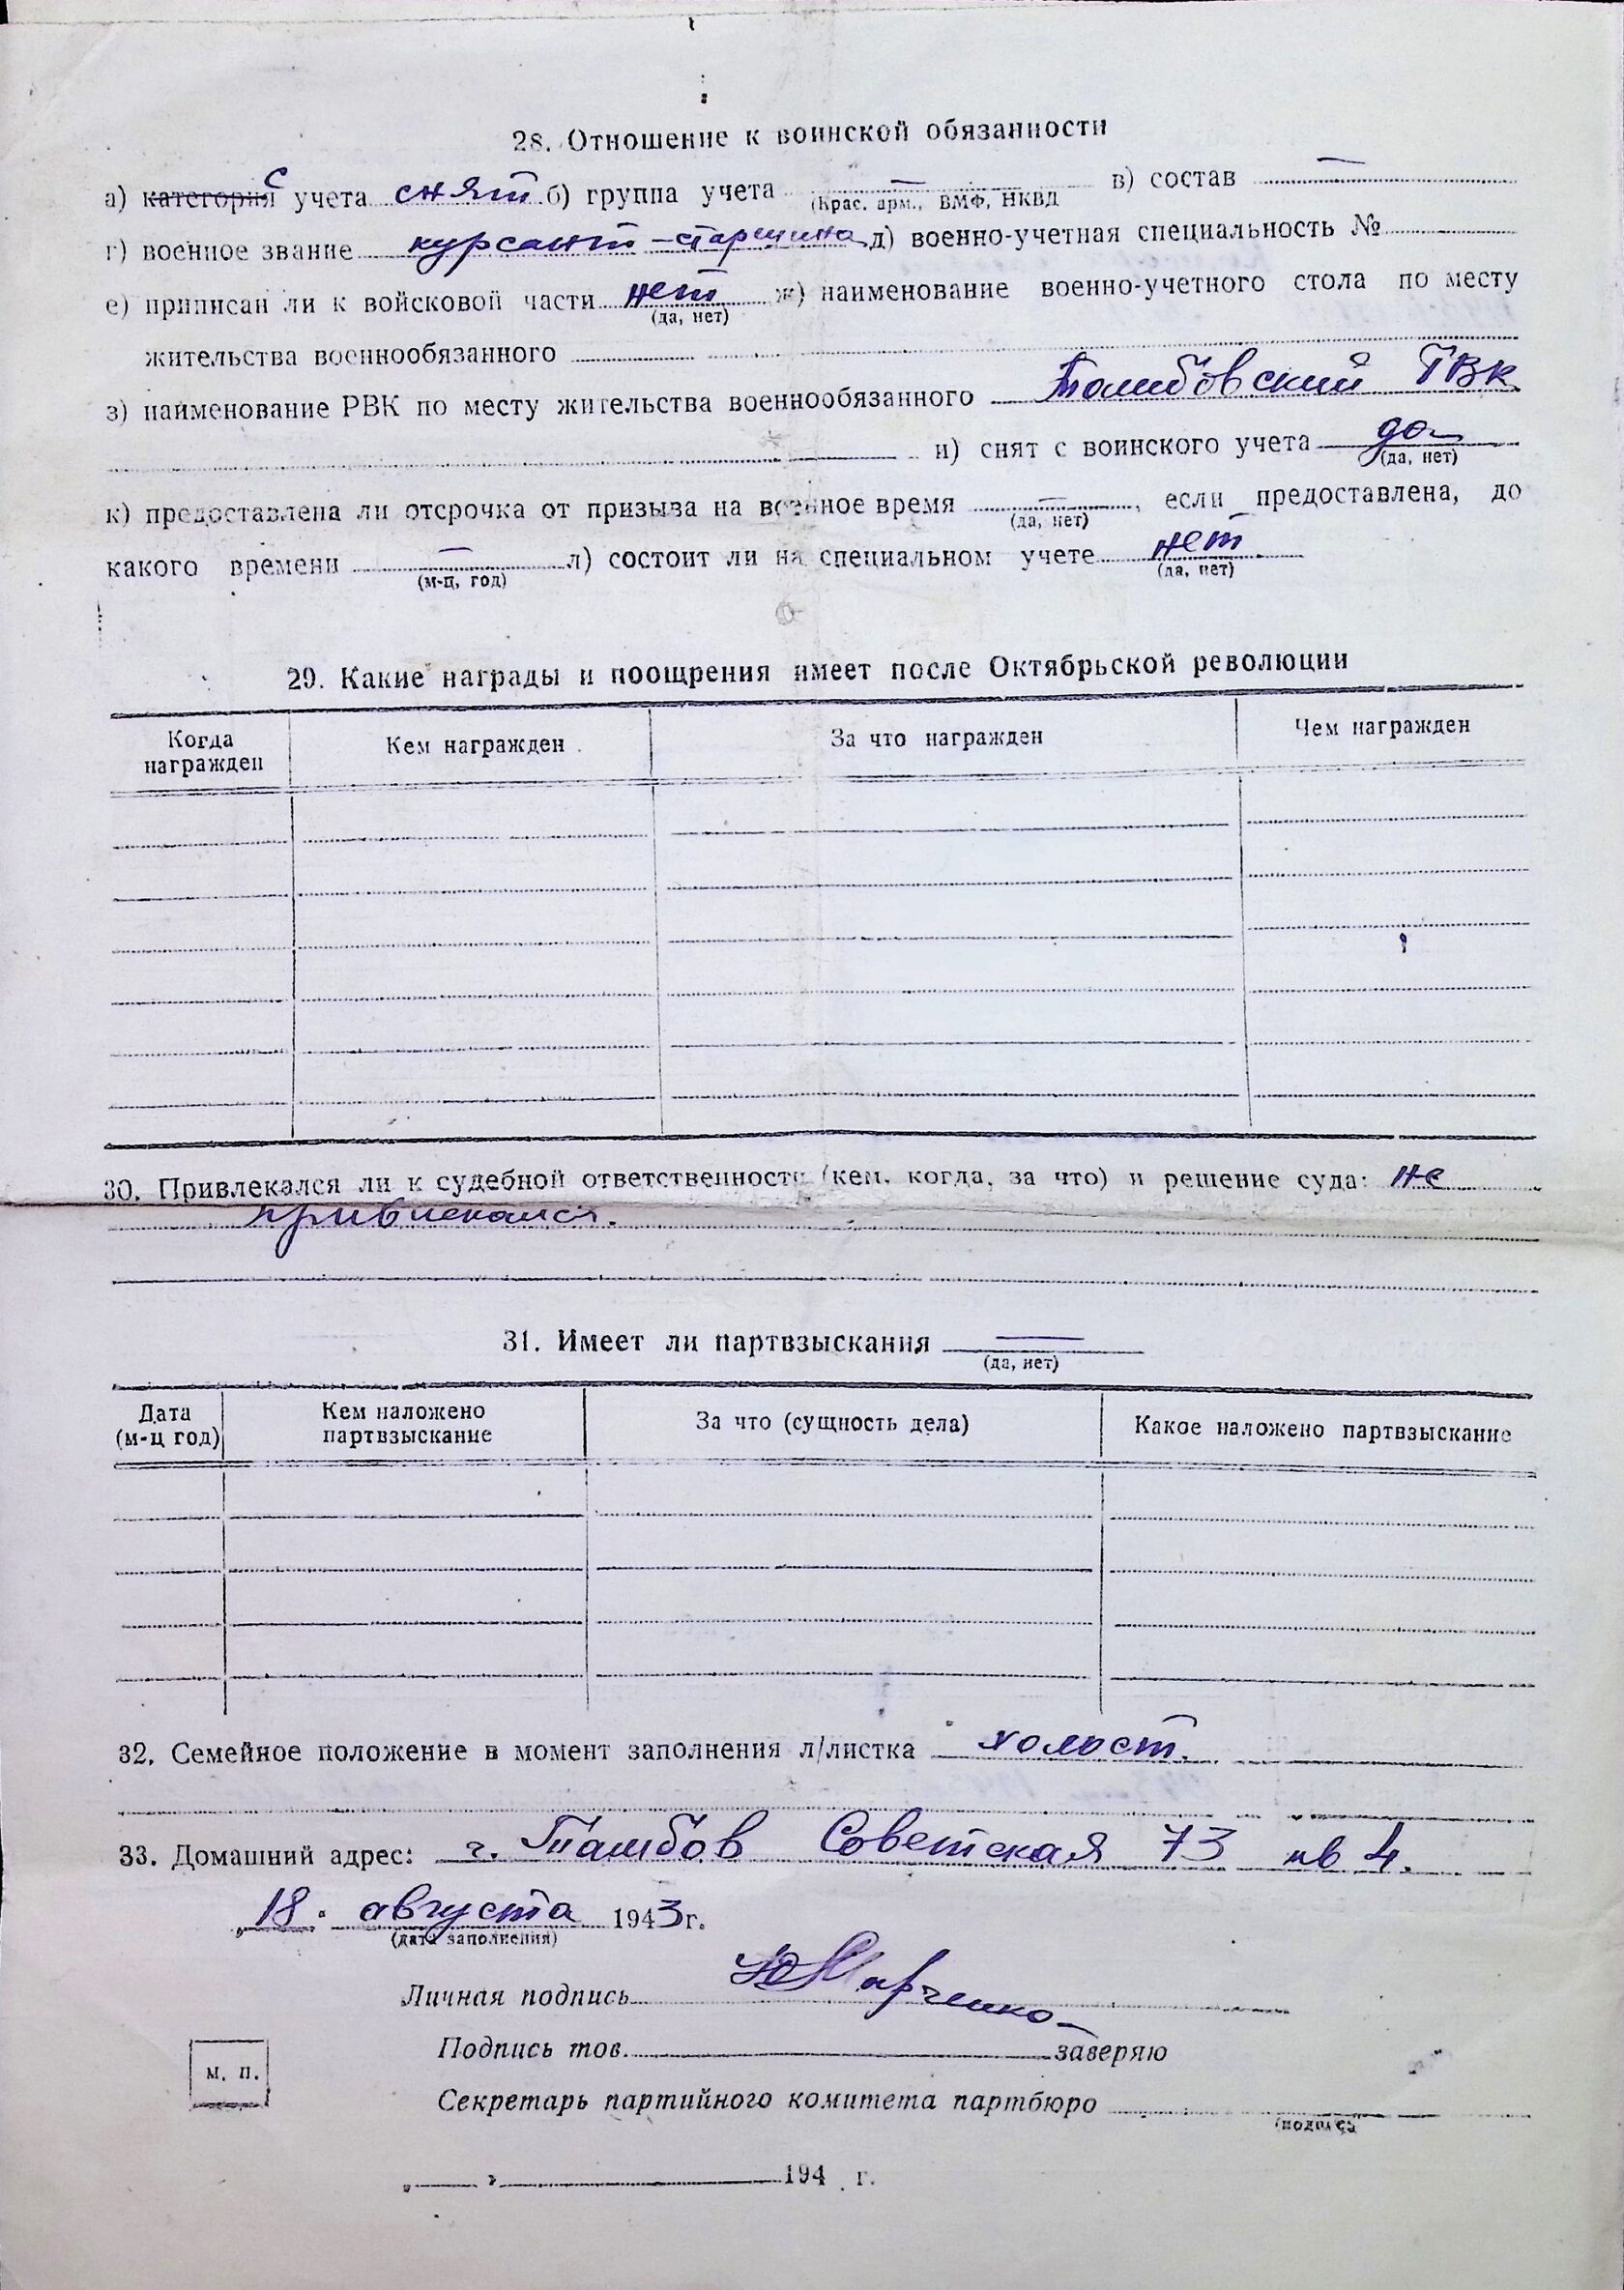 28. Отношение к воинской обязанности
а) категория с учета снят б) группа учета — в) состав —
(Крас. арм., ВМФ, НКВД
г) военное звание курсант-старшина д) военно-учетная специальность №
е) приписан ли к войсковой части нет ж) наименование военно-учетного стола по месту
(да, нет)
жительства военнообязанного
з) наименование РВК по месту жительства военнообязанного Тамбовский ГВК
и) снят с воинского учета да
(да, нет)
к) предоставлена ли отсрочка от призыва на военное время —, если предоставлена, до
(да, нет)
какого времени — л) состоит ли на специальном учете нет
(м-ц, год) (да, нет)
29. Какие награды и поощрения имеет после Октябрьской революции
Когда награжден Кем награжден За что награжден Чем награжден
30. Привлекался ли к судебной ответственности (кем, когда, за что) и решение суда: не
привлекался.
31. Имеет ли партвзыскания —
(да, нет)
Дата Кем наложено За что (сущность дела) Какое наложено партвзыскание
(м-ц год) партвзыскание
32. Семейное положение в момент заполнения л/листка холост.
33. Домашний адрес: г. Тамбов Советская 73 кв 4.
„18" августа 1943 г.
(дата заполнения)
Личная подпись ЮМарченко
Подпись тов. заверяю
м. п.
Секретарь партийного комитета партбюро
(подпись)
„ " 194 г.